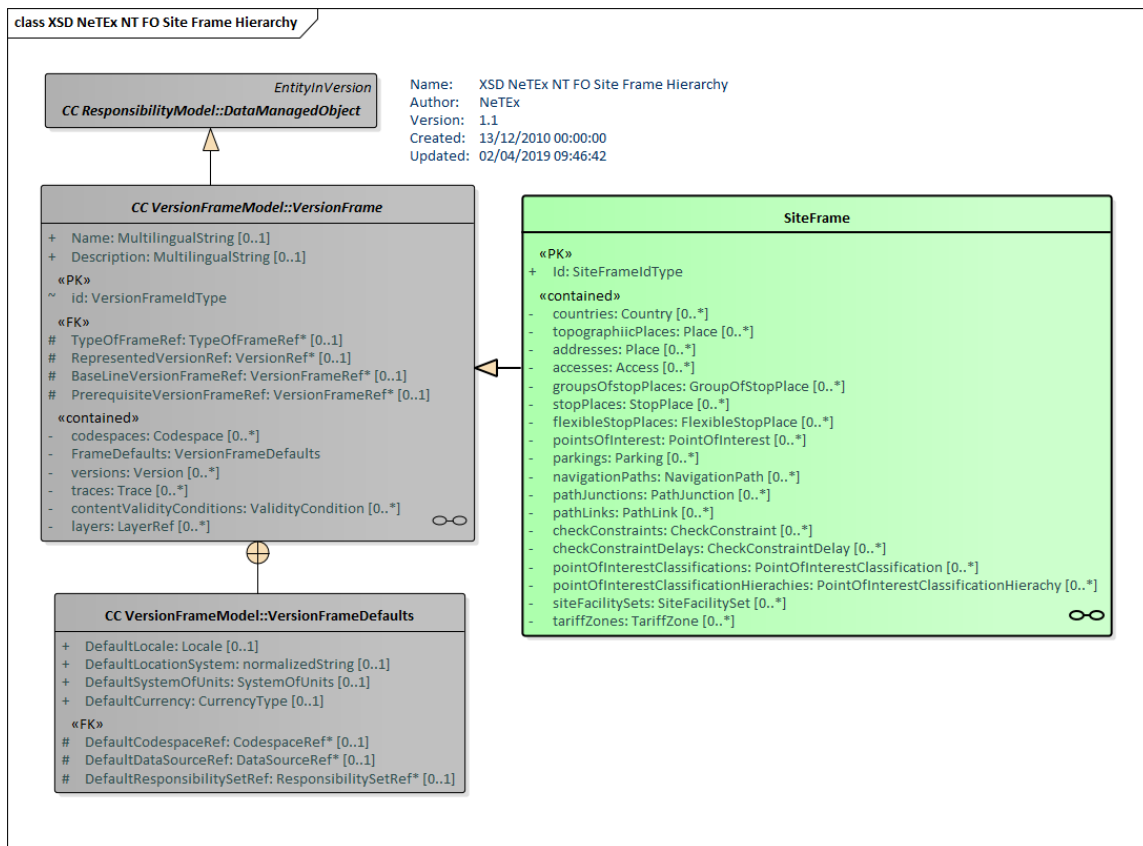 class XSD NeTEx NT FO Site Frame Hierarchy
EntityInVersion
CC ResponsibilityModel::DataManagedObject
Name: XSD NeTEx NT FO Site Frame Hierarchy
Author: NeTEx
Version: 1.1
Created: 13/12/2010 00:00:00
Updated: 02/04/2019 09:46:42
CC VersionFrameModel::VersionFrame
+ Name: MultilingualString [0..1]
+ Description: MultilingualString [0..1]
«PK»
~ id: VersionFrameIdType
«FK»
# TypeOfFrameRef: TypeOfFrameRef* [0..1]
# RepresentedVersionRef: VersionRef* [0..1]
# BaseLineVersionFrameRef: VersionFrameRef* [0..1]
# PrerequisiteVersionFrameRef: VersionFrameRef* [0..1]
«contained»
- codespaces: Codespace [0..*]
- FrameDefaults: VersionFrameDefaults
- versions: Version [0..*]
- traces: Trace [0..*]
- contentValidityConditions: ValidityCondition [0..*]
- layers: LayerRef [0..*]
SiteFrame
«PK»
+ Id: SiteFrameIdType
«contained»
- countries: Country [0..*]
- topographiicPlaces: Place [0..*]
- addresses: Place [0..*]
- accesses: Access [0..*]
- groupsOfstopPlaces: GroupOfStopPlace [0..*]
- stopPlaces: StopPlace [0..*]
- flexibleStopPlaces: FlexibleStopPlace [0..*]
- pointsOfInterest: PointOfInterest [0..*]
- parkings: Parking [0..*]
- navigationPaths: NavigationPath [0..*]
- pathJunctions: PathJunction [0..*]
- pathLinks: PathLink [0..*]
- checkConstraints: CheckConstraint [0..*]
- checkConstraintDelays: CheckConstraintDelay [0..*]
- pointOfInterestClassifications: PointOfInterestClassification [0..*]
- pointOfInterestClassificationHierachies: PointOfInterestClassificationHierachy [0..*]
- siteFacilitySets: SiteFacilitySet [0..*]
- tariffZones: TariffZone [0..*]
CC VersionFrameModel::VersionFrameDefaults
+ DefaultLocale: Locale [0..1]
+ DefaultLocationSystem: normalizedString [0..1]
+ DefaultSystemOfUnits: SystemOfUnits [0..1]
+ DefaultCurrency: CurrencyType [0..1]
«FK»
# DefaultCodespaceRef: CodespaceRef* [0..1]
# DefaultDataSourceRef: DataSourceRef* [0..1]
# DefaultResponsibilitySetRef: ResponsibilitySetRef* [0..1]